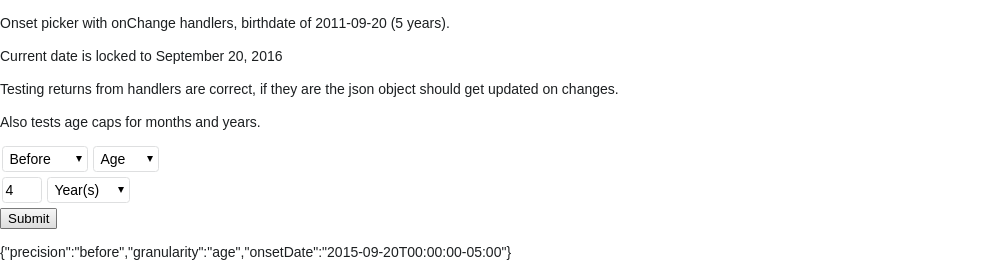 Onset picker with onChange handlers, birthdate of 2011-09-20 (5 years).
Current date is locked to September 20, 2016
Testing returns from handlers are correct, if they are the json object should get updated on changes.
Also tests age caps for months and years.
Before Age
4 Year(s)
Submit
{"precision":"before","granularity":"age","onsetDate":"2015-09-20T00:00:00-05:00"}